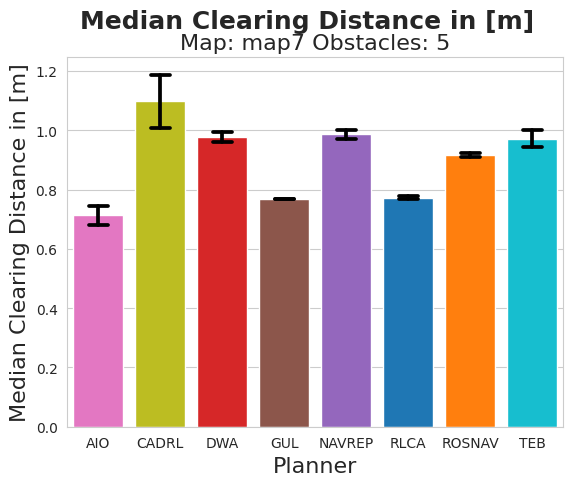 Median Clearing Distance in [m]
Map: map7 Obstacles: 5
Median Clearing Distance in [m]
1.2
1.0
0.8
0.6
0.4
0.2
0.0
AIO CADRL DWA GUL NAVREP RLCA ROSNAV TEB
Planner